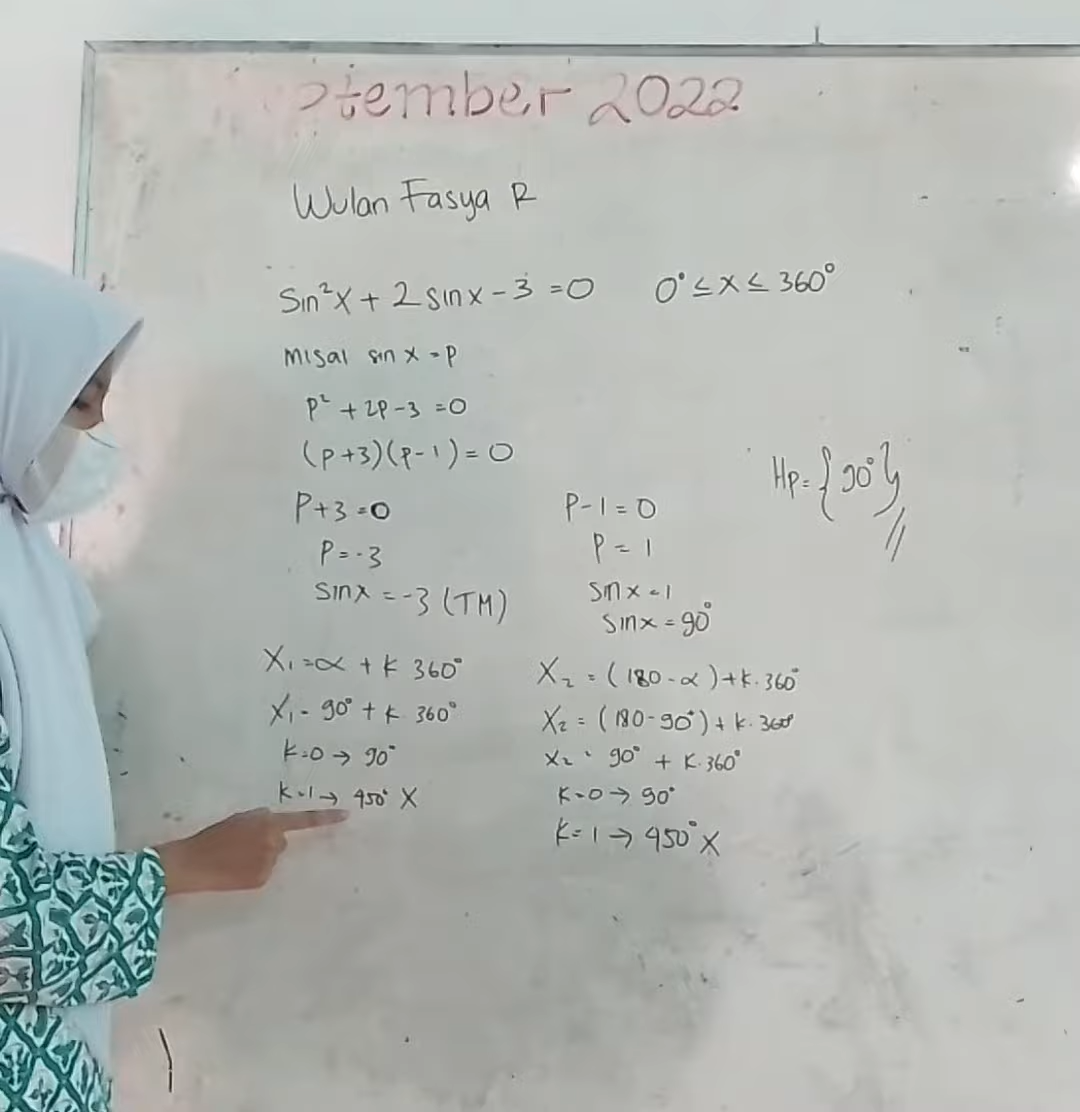 ptember 2022
Wulan Fasya R
Sin²x + 2 sin x - 3 = 0 0° ≤ x ≤ 360°
misal sin x = p
p² + 2p - 3 = 0
(p+3)(p-1) = 0
Hp = {90°}
P+3 = 0
P = -3
Sinx = -3 (TM)
P-1 = 0
P = 1
sin x = 1
sin x = 90°
X₁ = α + k 360°
X₁ = 90° + k 360°
k=0 → 90°
k=1 → 450° X
X₂ = (180-α) + k. 360°
X₂ = (180-90°) + k. 360°
x₂ = 90° + k.360°
k=0 → 90°
k=1 → 450° X